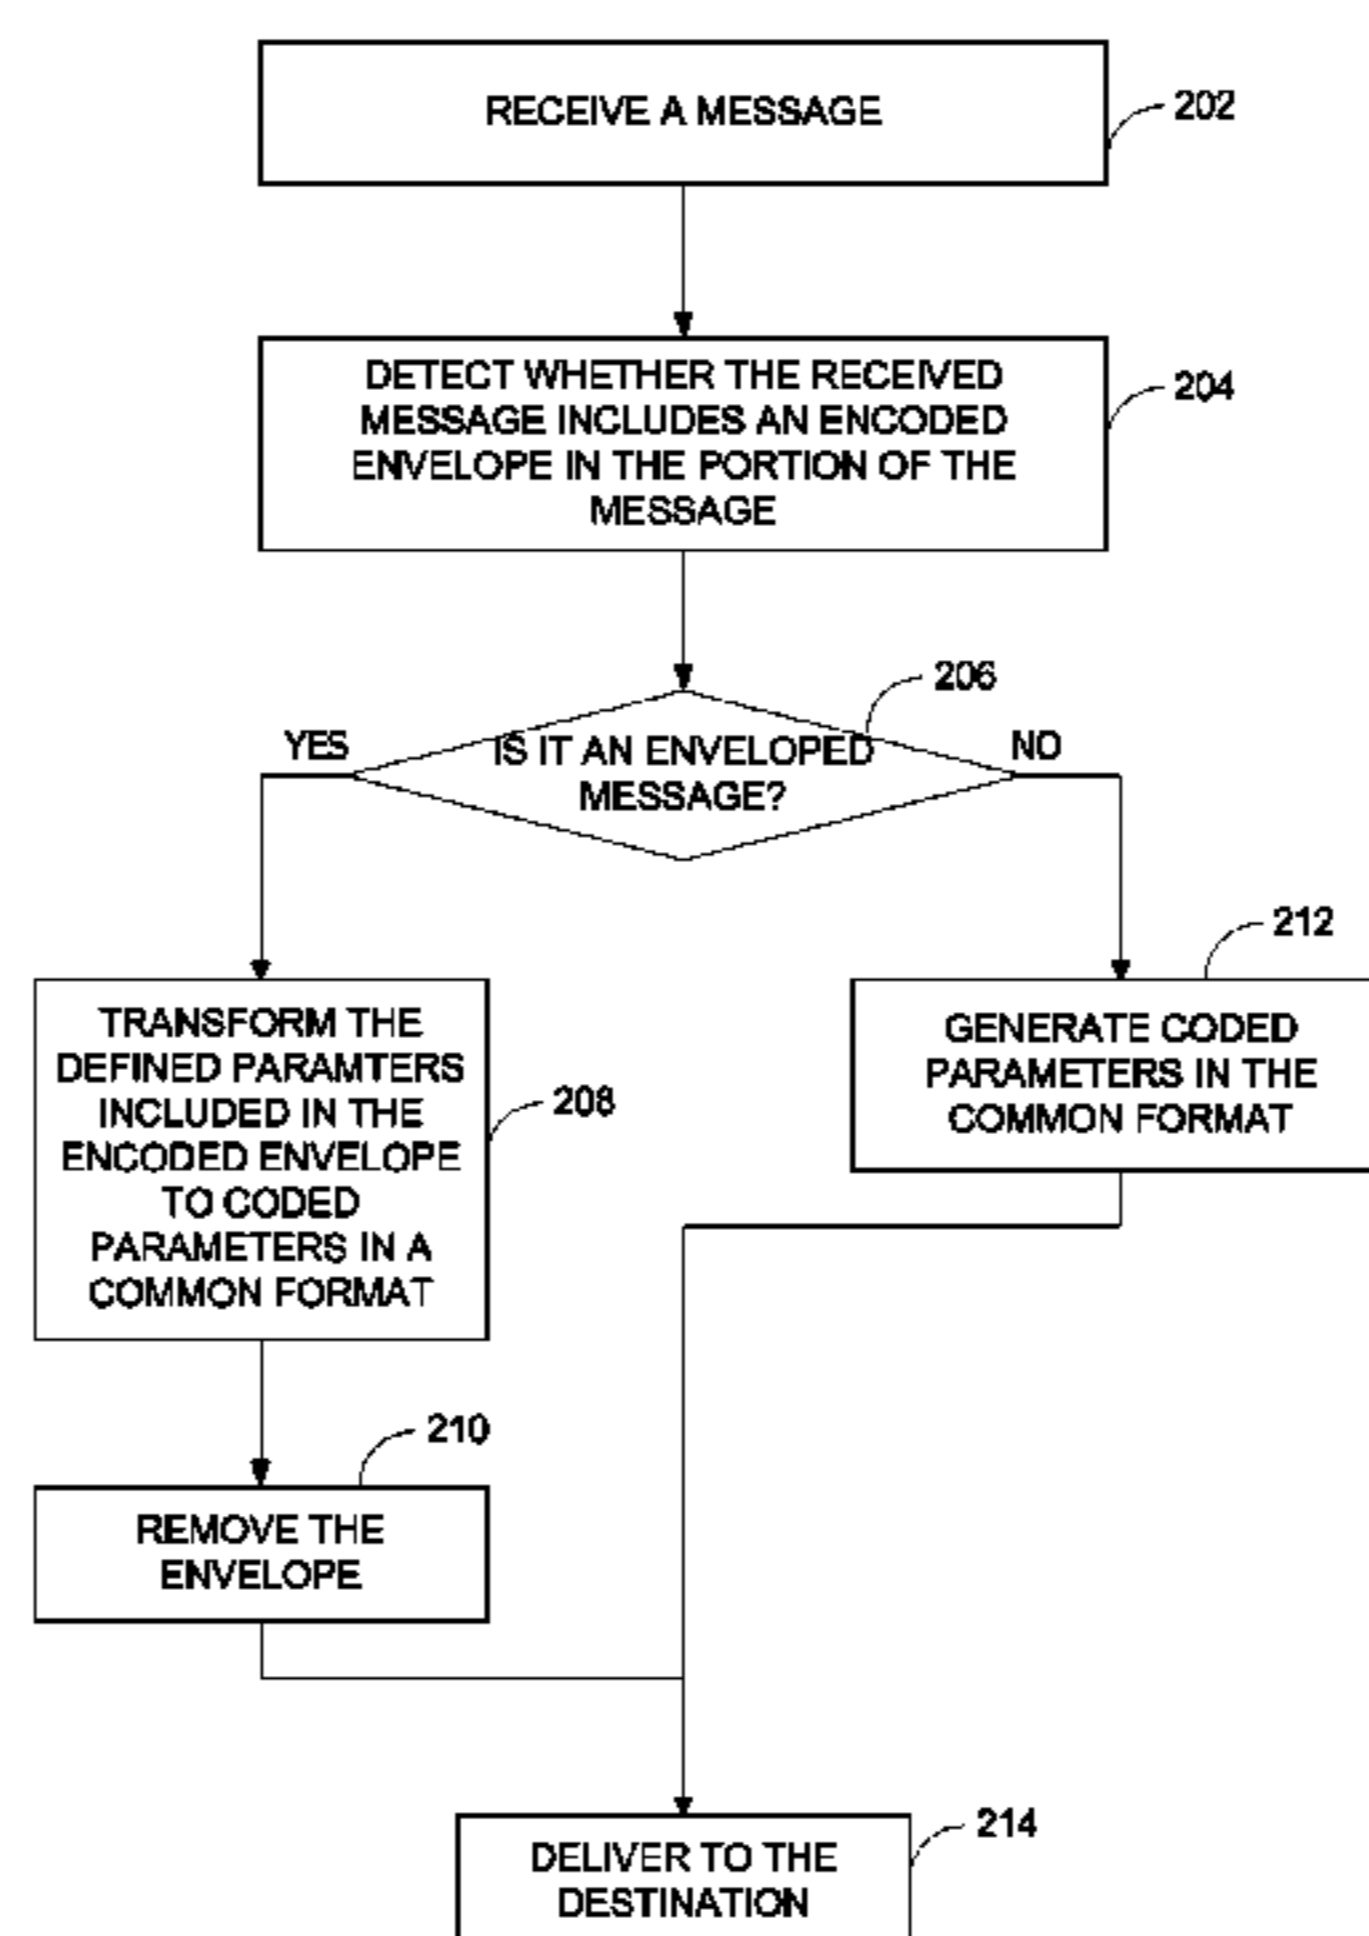 RECEIVE A MESSAGE
202
DETECT WHETHER THE RECEIVED
MESSAGE INCLUDES AN ENCODED
ENVELOPE IN THE PORTION OF THE
MESSAGE
204
206
YES
IS IT AN ENVELOPED
MESSAGE?
NO
212
TRANSFORM THE
DEFINED PARAMTERS
INCLUDED IN THE
ENCODED ENVELOPE
TO CODED
PARAMETERS IN A
COMMON FORMAT
208
GENERATE CODED
PARAMETERS IN THE
COMMON FORMAT
210
REMOVE THE
ENVELOPE
214
DELIVER TO THE
DESTINATION